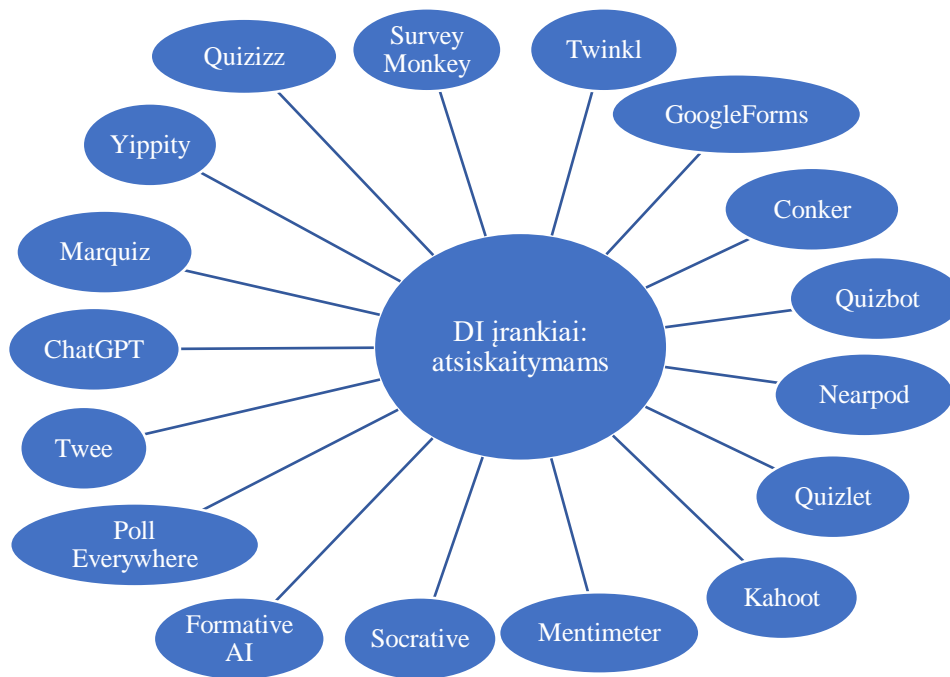 DI įrankiai:
atsiskaitymams
Twinkl
GoogleForms
Conker
Quizbot
Nearpod
Quizlet
Kahoot
Mentimeter
Socrative
Formative
AI
Poll
Everywhere
Twee
ChatGPT
Marquiz
Yippity
Quizizz
Survey
Monkey